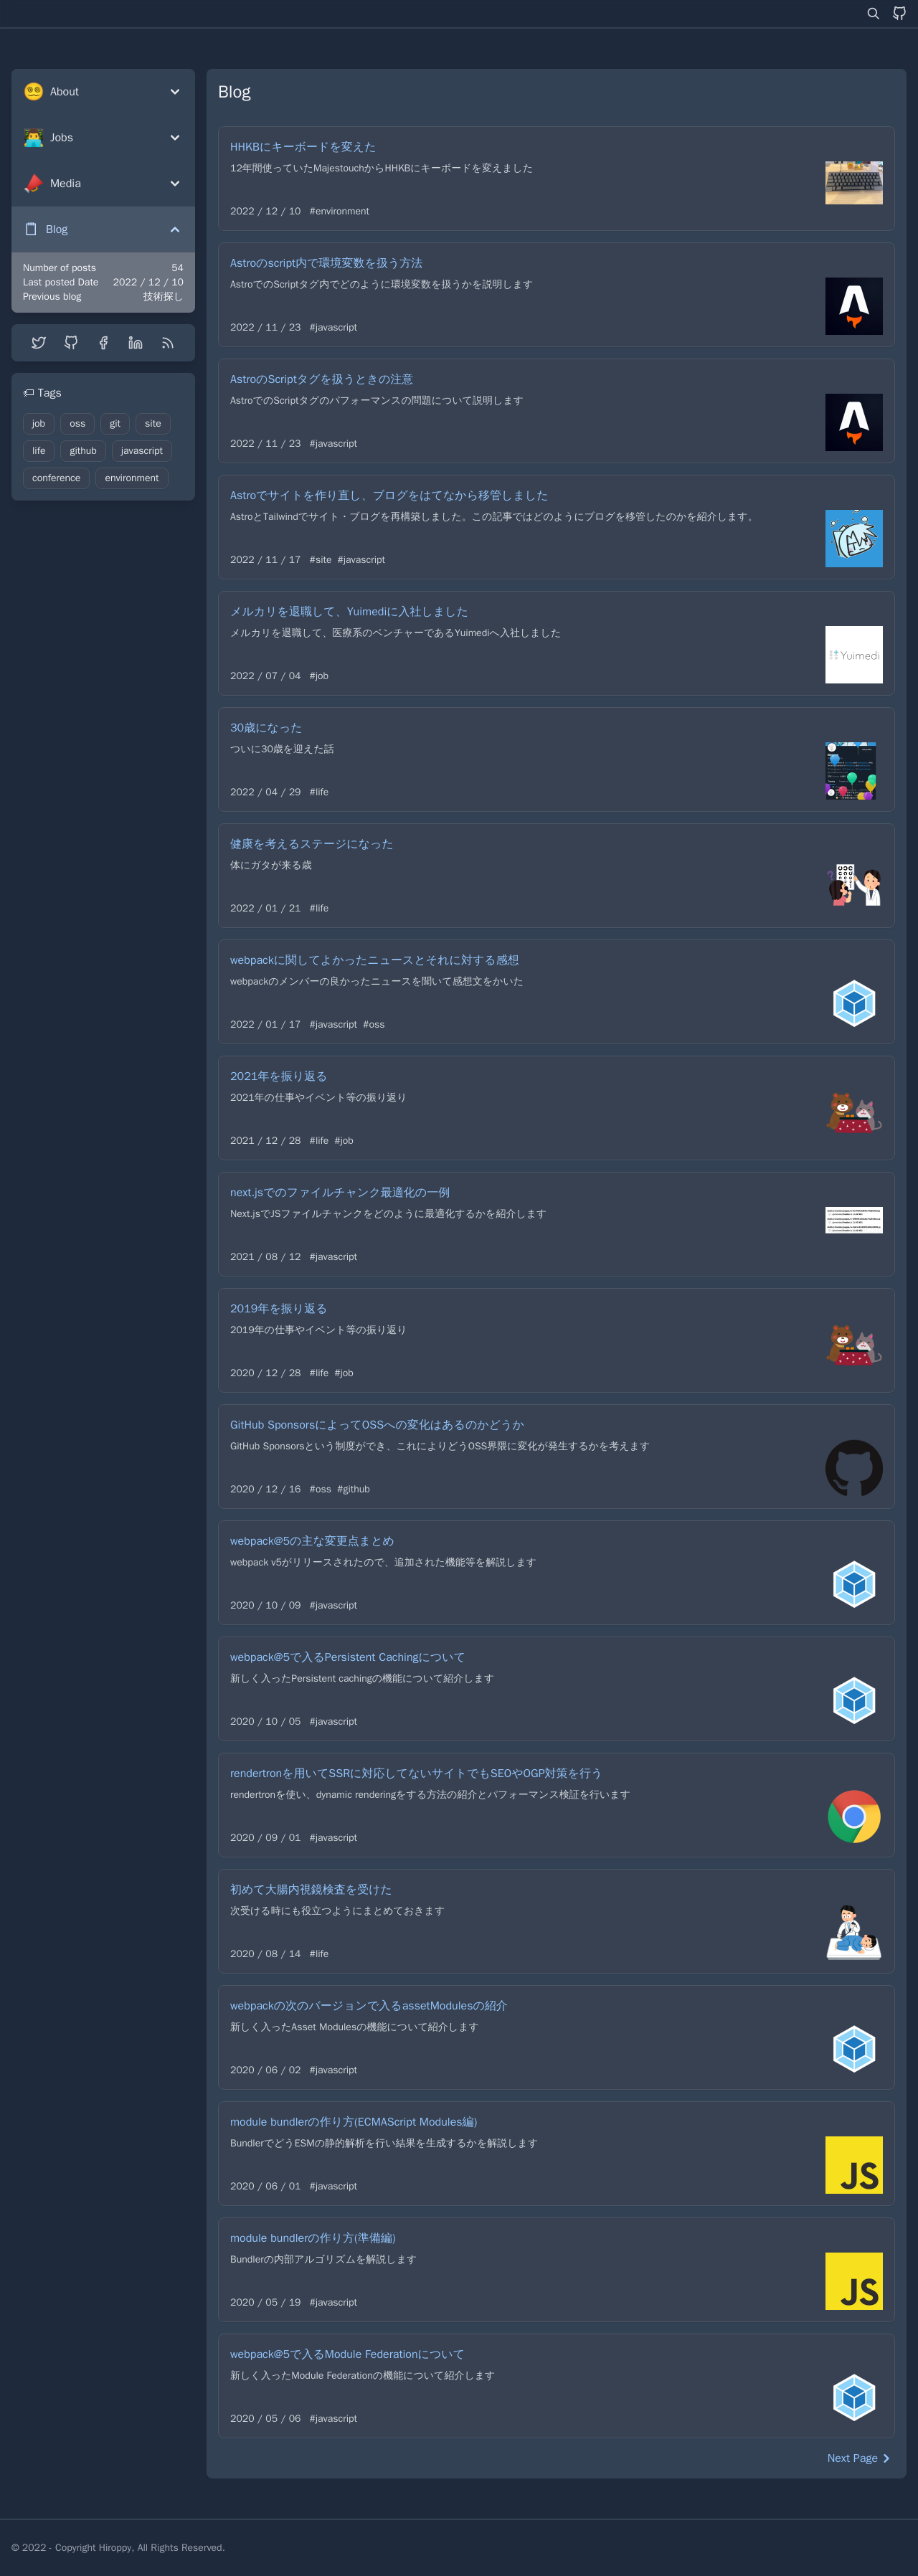 About
Jobs
Media
Blog
Number of posts 54
Last posted Date 2022 / 12 / 10
Previous blog 技術探し
🏷 Tags
job oss git site
life github javascript
conference environment
Blog
HHKBにキーボードを変えた
12年間使っていたMajestouchからHHKBにキーボードを変えました
2022 / 12 / 10 #environment
Astroのscript内で環境変数を扱う方法
AstroでのScriptタグ内でどのように環境変数を扱うかを説明します
2022 / 11 / 23 #javascript
AstroのScriptタグを扱うときの注意
AstroでのScriptタグのパフォーマンスの問題について説明します
2022 / 11 / 23 #javascript
Astroでサイトを作り直し、ブログをはてなから移管しました
AstroとTailwindでサイト・ブログを再構築しました。この記事ではどのようにブログを移管したのかを紹介します。
2022 / 11 / 17 #site #javascript
メルカリを退職して、Yuimediに入社しました
メルカリを退職して、医療系のベンチャーであるYuimediへ入社しました
2022 / 07 / 04 #job
Yuimedi
30歳になった
ついに30歳を迎えた話
2022 / 04 / 29 #life
健康を考えるステージになった
体にガタが来る歳
2022 / 01 / 21 #life
webpackに関してよかったニュースとそれに対する感想
webpackのメンバーの良かったニュースを聞いて感想文をかいた
2022 / 01 / 17 #javascript #oss
2021年を振り返る
2021年の仕事やイベント等の振り返り
2021 / 12 / 28 #life #job
next.jsでのファイルチャンク最適化の一例
Next.jsでJSファイルチャンクをどのように最適化するかを紹介します
2021 / 08 / 12 #javascript
2019年を振り返る
2019年の仕事やイベント等の振り返り
2020 / 12 / 28 #life #job
GitHub SponsorsによってOSSへの変化はあるのかどうか
GitHub Sponsorsという制度ができ、これによりどうOSS界隈に変化が発生するかを考えます
2020 / 12 / 16 #oss #github
webpack@5の主な変更点まとめ
webpack v5がリリースされたので、追加された機能等を解説します
2020 / 10 / 09 #javascript
webpack@5で入るPersistent Cachingについて
新しく入ったPersistent cachingの機能について紹介します
2020 / 10 / 05 #javascript
rendertronを用いてSSRに対応してないサイトでもSEOやOGP対策を行う
rendertronを使い、dynamic renderingをする方法の紹介とパフォーマンス検証を行います
2020 / 09 / 01 #javascript
初めて大腸内視鏡検査を受けた
次受ける時にも役立つようにまとめておきます
2020 / 08 / 14 #life
webpackの次のバージョンで入るassetModulesの紹介
新しく入ったAsset Modulesの機能について紹介します
2020 / 06 / 02 #javascript
module bundlerの作り方(ECMAScript Modules編)
BundlerでどうESMの静的解析を行い結果を生成するかを解説します
2020 / 06 / 01 #javascript
JS
module bundlerの作り方(準備編)
Bundlerの内部アルゴリズムを解説します
2020 / 05 / 19 #javascript
JS
webpack@5で入るModule Federationについて
新しく入ったModule Federationの機能について紹介します
2020 / 05 / 06 #javascript
Next Page
© 2022 - Copyright Hiroppy, All Rights Reserved.